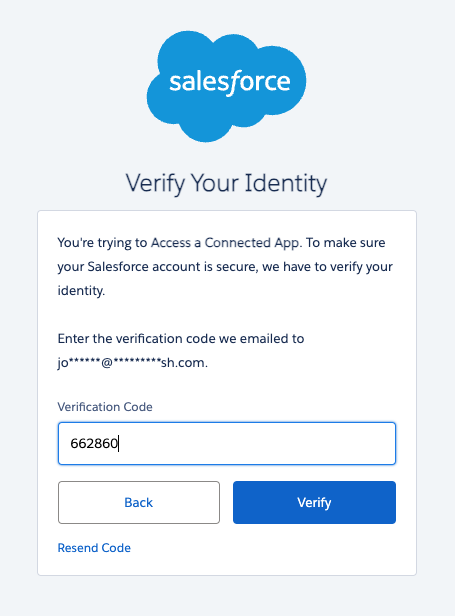 salesforce
Verify Your Identity
You're trying to Access a Connected App. To make sure
your Salesforce account is secure, we have to verify your
identity.
Enter the verification code we emailed to
jo******@*********sh.com.
Verification Code
662860
Back
Verify
Resend Code